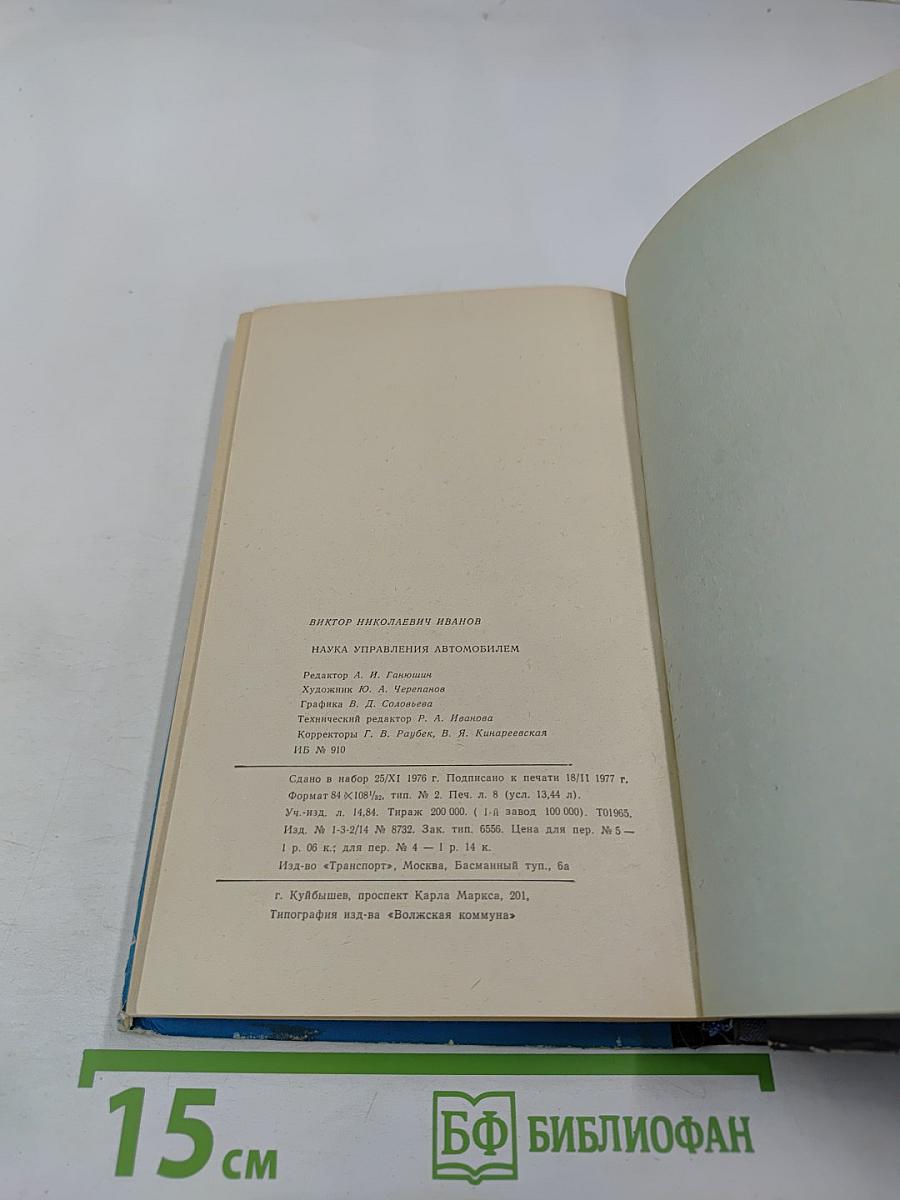 ВИКТОР НИКОЛАЕВИЧ ИВАНОВ
НАУКА УПРАВЛЕНИЯ АВТОМОБИЛЕМ
Редактор А. И. Ганюшин
Художник Ю. А. Черепанов
Графика В. Д. Соловьева
Технический редактор Р. А. Иванова
Корректоры Г. В. Раубек, В. Я. Кинареевская
ИБ № 910
Сдано в набор 25/XI 1976 г. Подписано к печати 18/II 1977 г.
Формат 84×108¹/₃₂, тип. № 2. Печ. л. 8 (усл. 13,44 л).
Уч.-изд. л. 14,84. Тираж 200 000. ( 1-й завод 100 000). Т01965.
Изд. № 1-3-2/14 № 8732. Зак. тип. 6556. Цена для пер. № 5 —
1 р. 06 к.; для пер. № 4 — 1 р. 14 к.
Изд-во «Транспорт», Москва, Басманный туп., 6а
г. Куйбышев, проспект Карла Маркса, 201,
Типография изд-ва «Волжская коммуна»
15 см
БФ БИБЛИОФАН